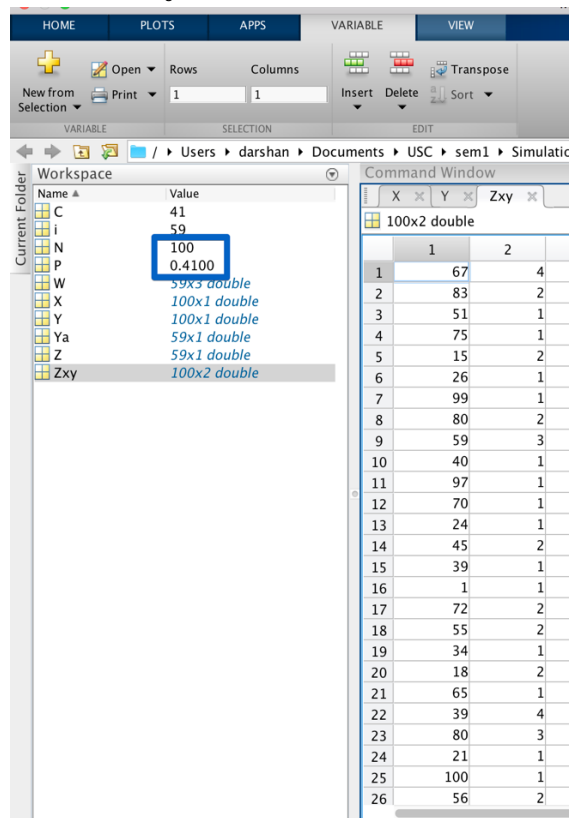 HOME PLOTS APPS VARIABLE VIEW
New from Selection
Open
Print
Rows Columns
1 1
Insert Delete
Transpose
Sort
VARIABLE SELECTION EDIT
/ Users darshan Documents USC sem1 Simulatio
Current Folder
Workspace
Name Value
C 41
i 59
N 100
P 0.4100
W 59x3 double
X 100x1 double
Y 100x1 double
Ya 59x1 double
Z 59x1 double
Zxy 100x2 double
Command Window
X Y Zxy
100x2 double
1 2
1 67 4
2 83 2
3 51 1
4 75 1
5 15 2
6 26 1
7 99 1
8 80 2
9 59 3
10 40 1
11 97 1
12 70 1
13 24 1
14 45 2
15 39 1
16 1 1
17 72 2
18 55 2
19 34 1
20 18 2
21 65 1
22 39 4
23 80 3
24 21 1
25 100 1
26 56 2